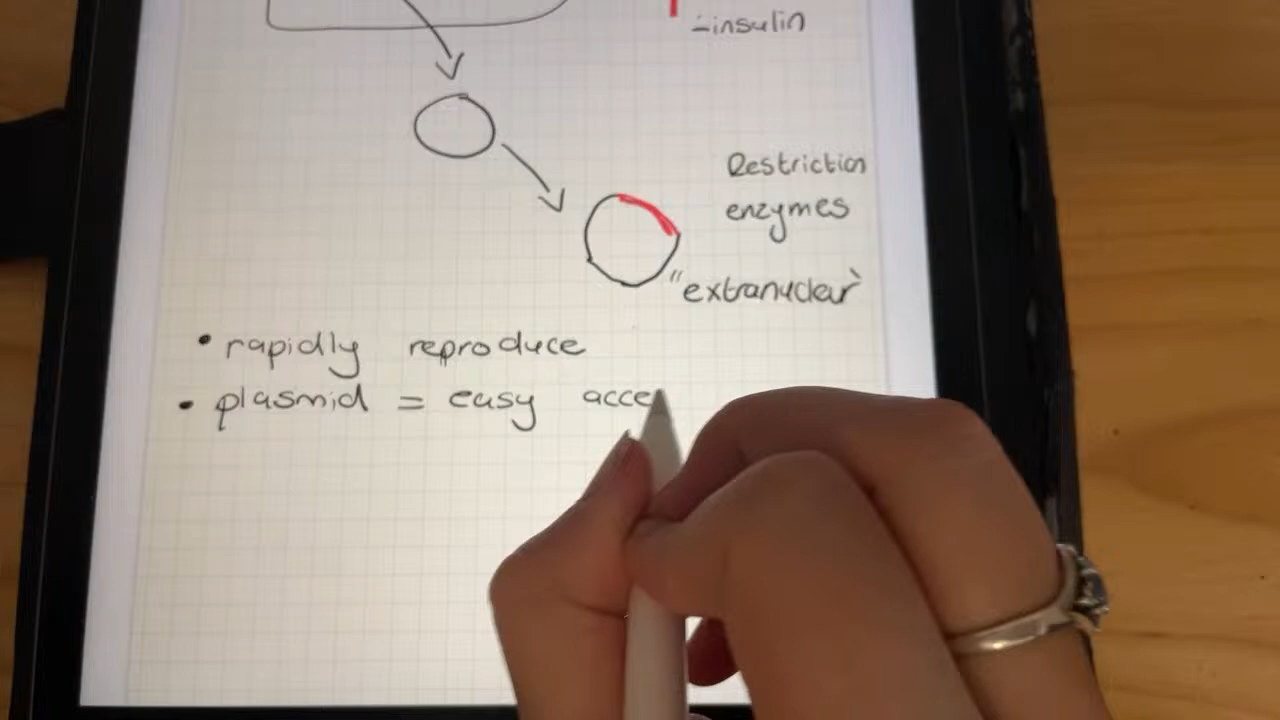 -insulin
Restriction
enzymes
"extranuclear"
• rapidly reproduce
• plasmid = easy acce